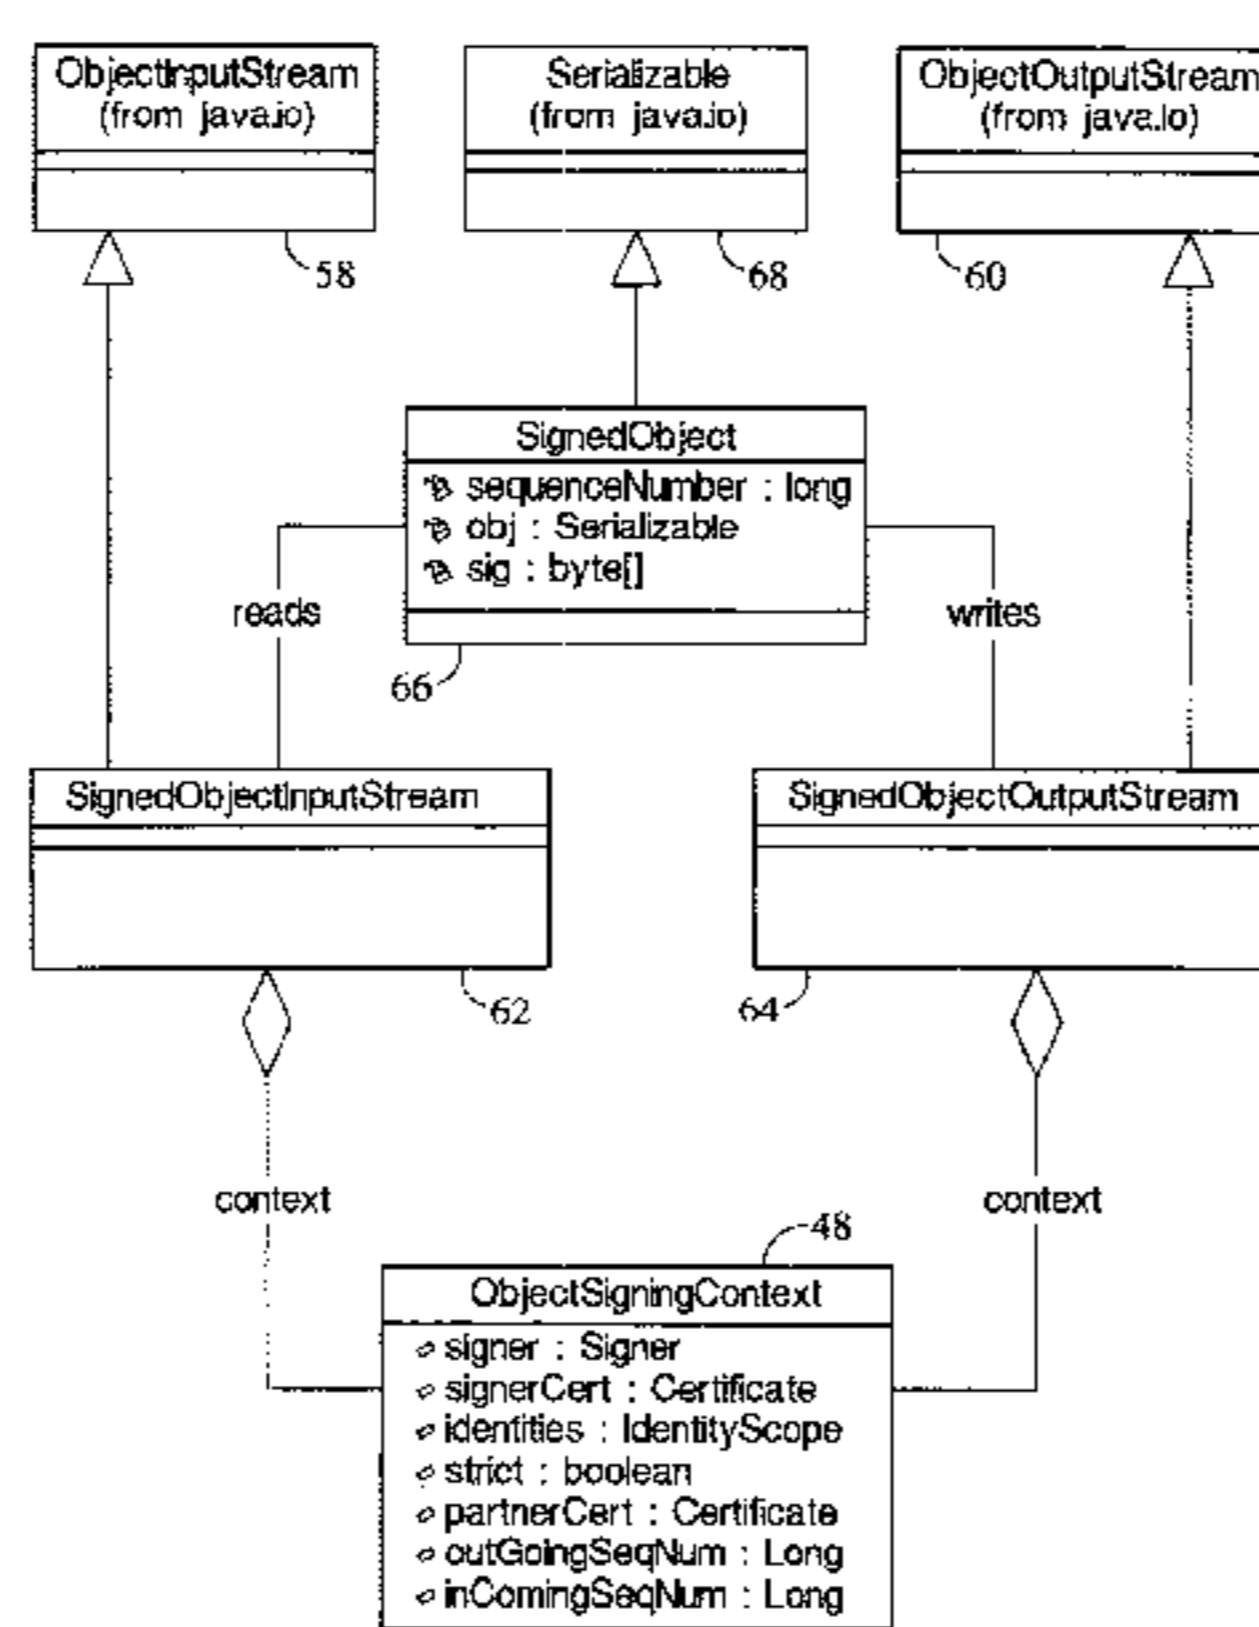 ObjectInputStream
(from java.io)
58
Serializable
(from java.io)
68
ObjectOutputStream
(from java.io)
60
SignedObject
sequenceNumber : long
obj : Serializable
sig : byte[]
66
reads
writes
SignedObjectInputStream
62
SignedObjectOutputStream
64
context
context
48
ObjectSigningContext
signer : Signer
signerCert : Certificate
identities : IdentityScope
strict : boolean
partnerCert : Certificate
outGoingSeqNum : Long
inComingSeqNum : Long